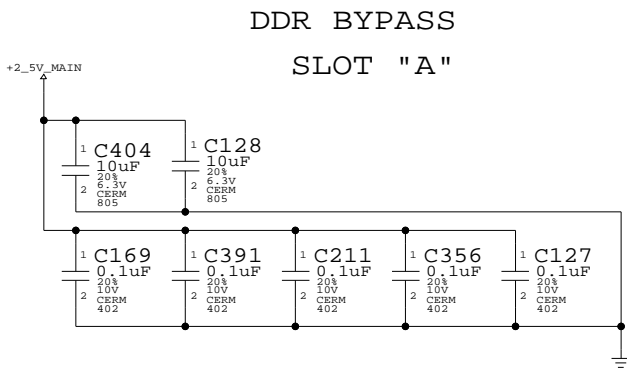 DDR BYPASS
SLOT "A"
+2_5V_MAIN
1 C404
10uF
20%
6.3V
2 CERM
805
1 C128
10uF
20%
6.3V
2 CERM
805
1 C169
0.1uF
20%
10V
2 CERM
402
1 C391
0.1uF
20%
10V
2 CERM
402
1 C211
0.1uF
20%
10V
2 CERM
402
1 C356
0.1uF
20%
10V
2 CERM
402
1 C127
0.1uF
20%
10V
2 CERM
402